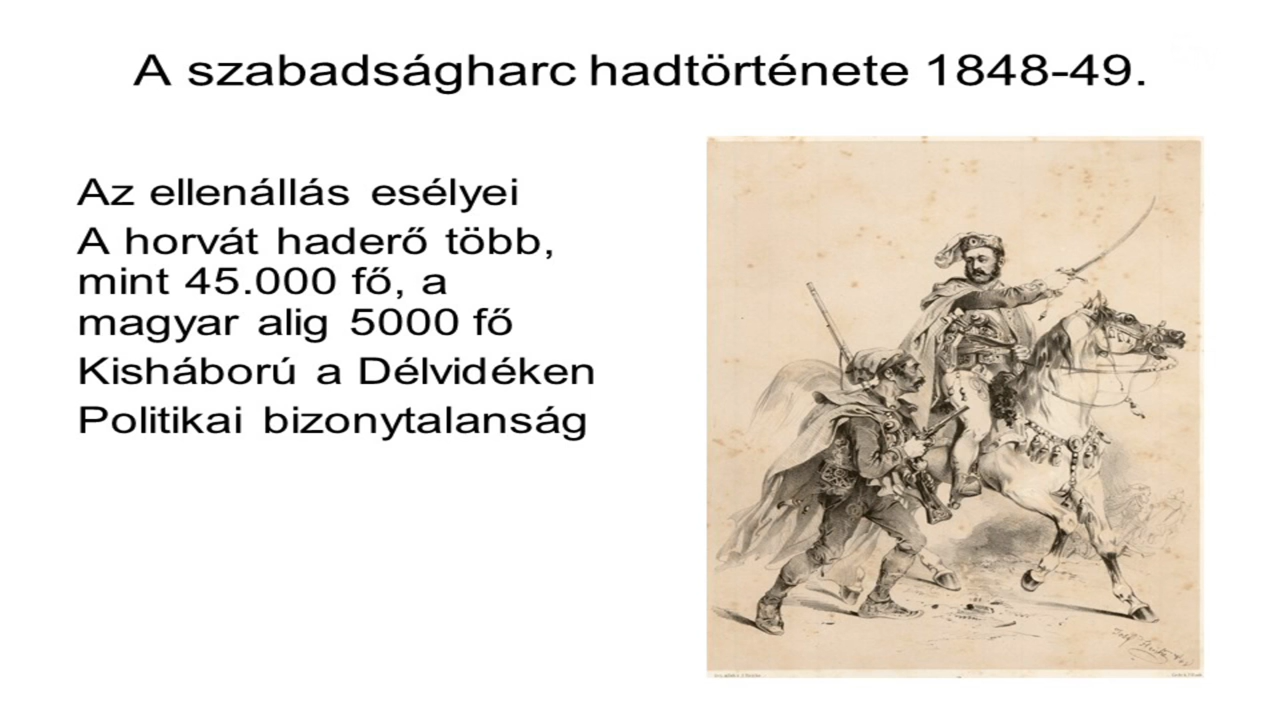 A szabadságharc hadtörténete 1848-49.
Az ellenállás esélyei
A horvát haderő több,
mint 45.000 fő, a
magyar alig 5000 fő
Kisháború a Délvidéken
Politikai bizonytalanság